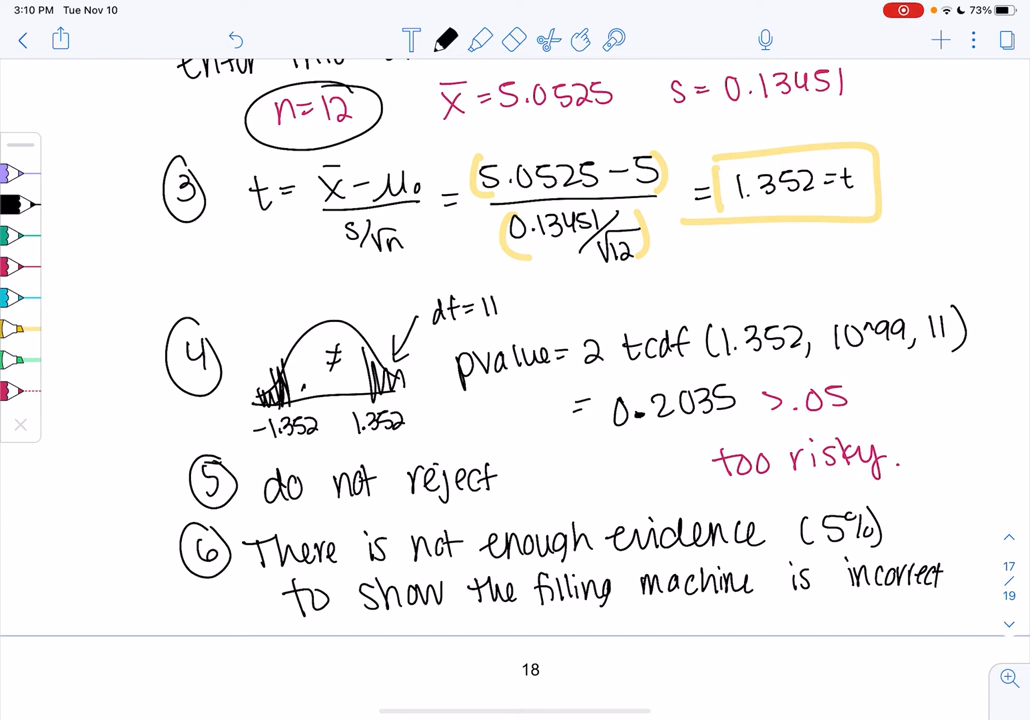 3:10 PM Tue Nov 10
73%
n=12 x̄ = 5.0525 s = 0.13451
③ t = (x̄ − μ₀)/(s/√n) = (5.0525 − 5)/(0.13451/√12) = 1.352 = t
df = 11
④ ≠ pvalue = 2 tcdf (1.352, 10^99, 11)
−1.352 1.352
= 0.2035 > .05
too risky.
⑤ do not reject
⑥ There is not enough evidence (5%)
to show the filling machine is incorrect
17
/
19
18